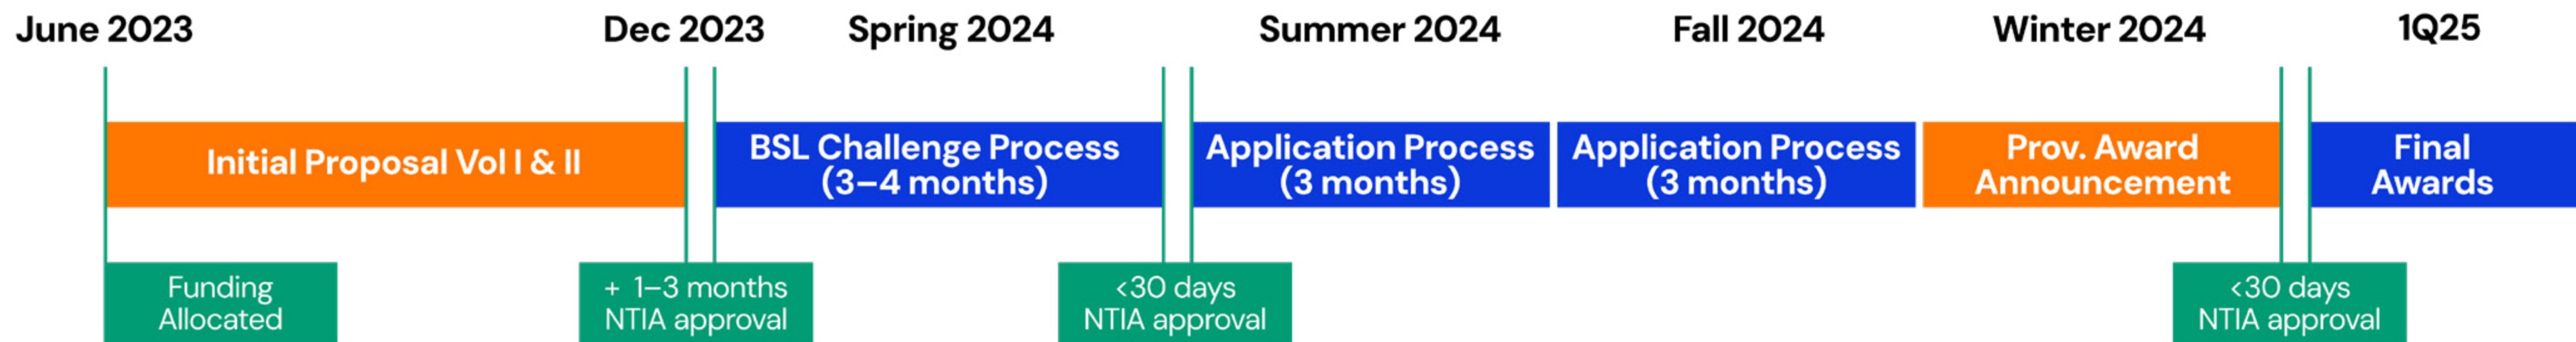 June 2023
Dec 2023
Spring 2024
Summer 2024
Fall 2024
Winter 2024
1Q25
Initial Proposal Vol I & II
BSL Challenge Process
(3–4 months)
Application Process
(3 months)
Application Process
(3 months)
Prov. Award
Announcement
Final
Awards
Funding
Allocated
+ 1–3 months
NTIA approval
<30 days
NTIA approval
<30 days
NTIA approval